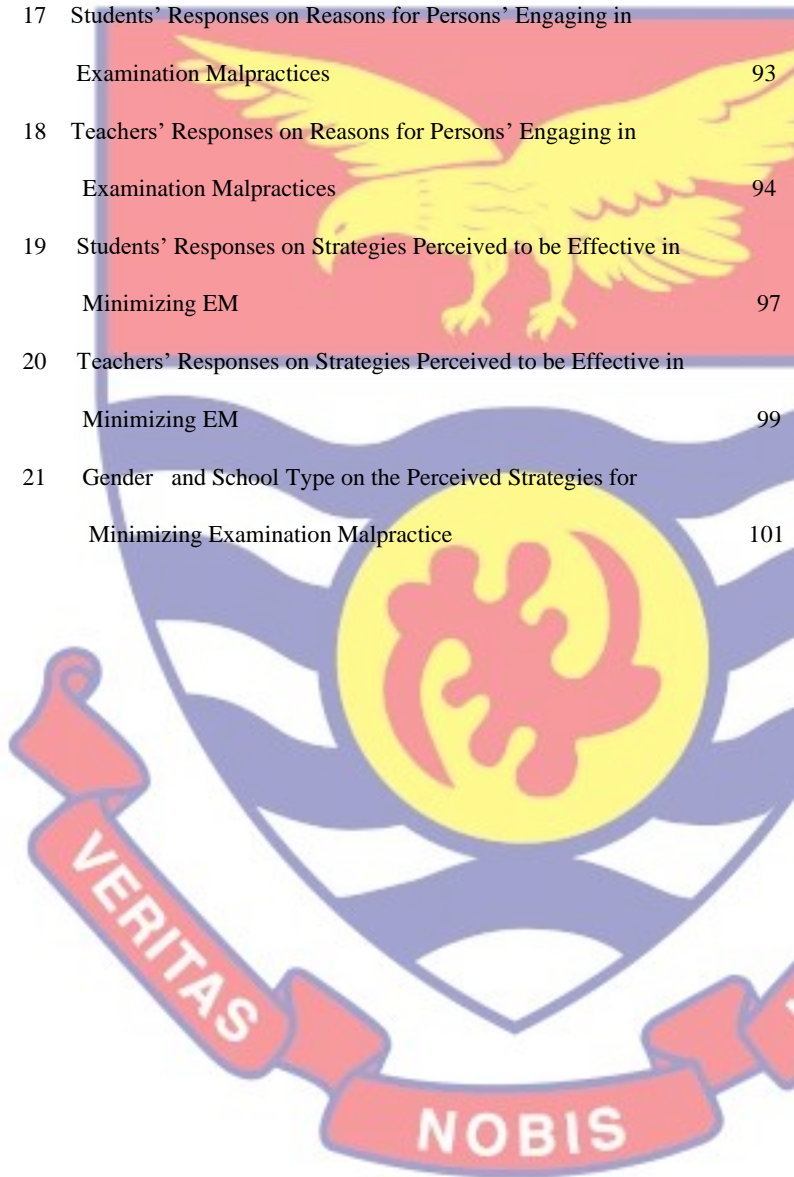 17 Students’ Responses on Reasons for Persons’ Engaging in
Examination Malpractices 93
18 Teachers’ Responses on Reasons for Persons’ Engaging in
Examination Malpractices 94
19 Students’ Responses on Strategies Perceived to be Effective in
Minimizing EM 97
20 Teachers’ Responses on Strategies Perceived to be Effective in
Minimizing EM 99
21 Gender and School Type on the Perceived Strategies for
Minimizing Examination Malpractice 101
VERITAS
NOBIS